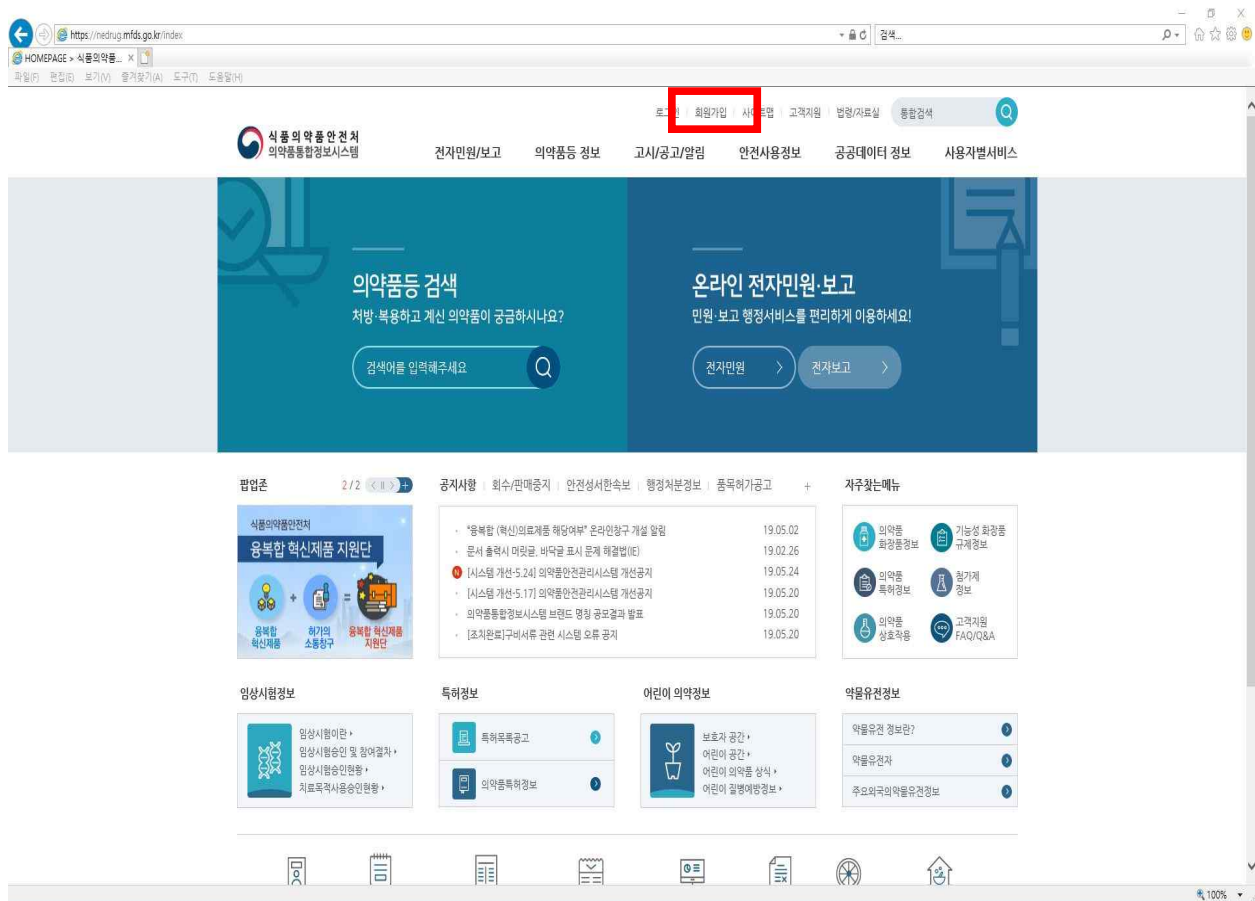 https://nedrug.mfds.go.kr/index
검색...
HOMEPAGE > 식품의약품...
파일(F) 편집(E) 보기(V) 즐겨찾기(A) 도구(T) 도움말(H)
회원가입 고객지원 법령/자료실 통합검색
식품의약품안전처
의약품통합정보시스템
전자민원/보고 의약품등 정보 고시/공고/알림 안전사용정보 공공데이터 정보 사용자별서비스
의약품등 검색
처방·복용하고 계신 의약품이 궁금하시나요?
검색어를 입력해주세요
온라인 전자민원·보고
민원·보고 행정서비스를 편리하게 이용하세요!
전자민원 전자보고
팝업존 2 / 2
식품의약품안전처
융복합 혁신제품 지원단
융복합 혁신제품
허가의 소통창구
융복합 혁신제품 지원단
공지사항 회수/판매중지 안전성서한속보 행정처분정보 품목허가공고 +
"융복합 (혁신)의료제품 해당여부" 온라인창구 개설 알림 19.05.02
문서 출력시 머릿글, 바닥글 표시 문제 해결법(IE) 19.02.26
N [시스템 개선-5.24] 의약품안전관리시스템 개선공지 19.05.24
[시스템 개선-5.17] 의약품안전관리시스템 개선공지 19.05.20
의약품통합정보시스템 브랜드 명칭 공모결과 발표 19.05.20
[조치완료]구비서류 관련 시스템 오류 공지 19.05.20
자주찾는메뉴
의약품 화장품정보
기능성 화장품 규제정보
의약품 특허정보
첨가제 정보
의약품 상호작용
고객지원 FAQ/Q&A
임상시험정보
임상시험이란
임상시험승인 및 참여결차
임상시험승인현황
치료목적사용승인현황
특허정보
특허목록공고
의약품특허정보
어린이 의약정보
보호자 공간
어린이 공간
어린이 의약품 상식
어린이 질병예방정보
약물유전정보
약물유전 정보란?
약물유전자
주요외국의약물유전정보
100%